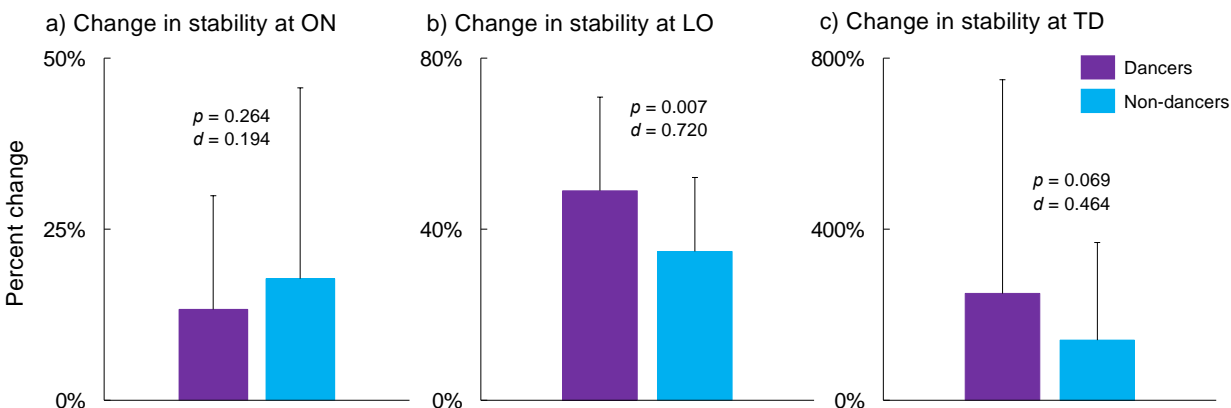 a) Change in stability at ON
50%
p = 0.264
d = 0.194
25%
0%
Percent change
b) Change in stability at LO
80%
p = 0.007
d = 0.720
40%
0%
c) Change in stability at TD
800%
Dancers
Non-dancers
p = 0.069
d = 0.464
400%
0%